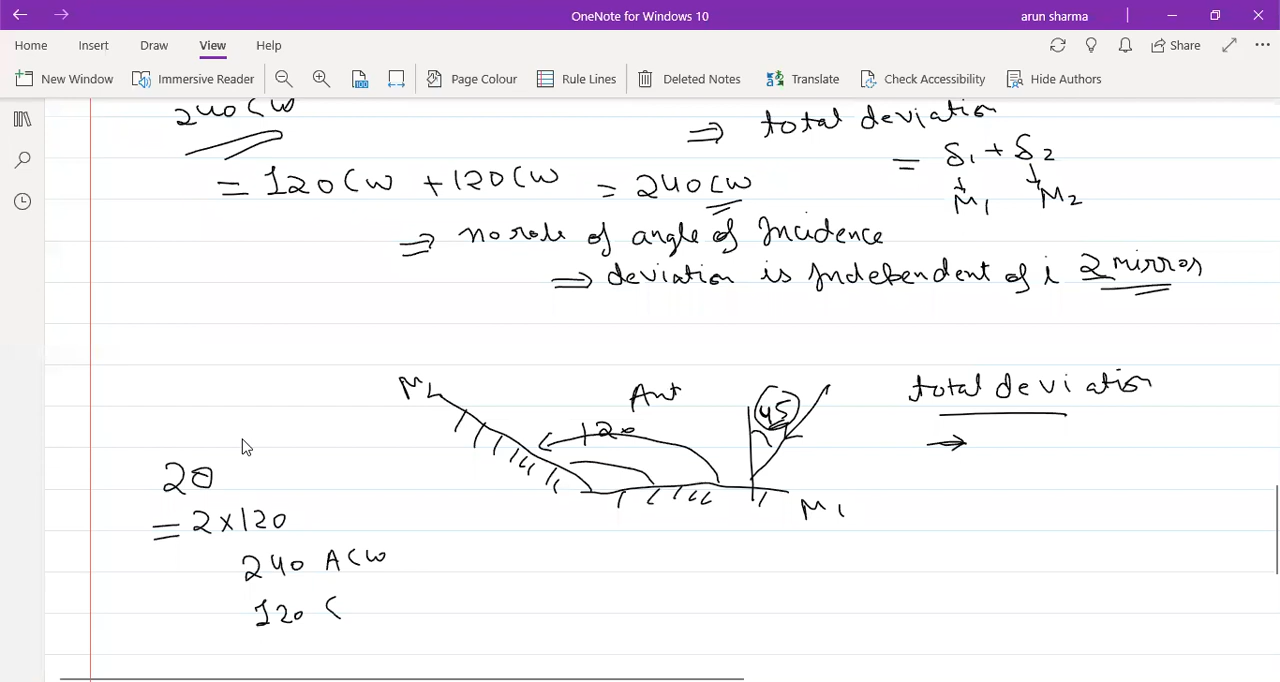 OneNote for Windows 10
arun sharma
Home Insert Draw View Help
Share
New Window Immersive Reader Page Colour Rule Lines Deleted Notes Translate Check Accessibility Hide Authors
240 CW
⇒ total deviation
= δ1 + δ2
M1 M2
= 120 CW + 120 CW = 240 CW
⇒ no role of angle of Incidence
⇒ deviation is Independent of i 2 mirror
M2
Ant
45
120
M1
total deviation
→
2θ
= 2 x 120
240 ACW
120 C